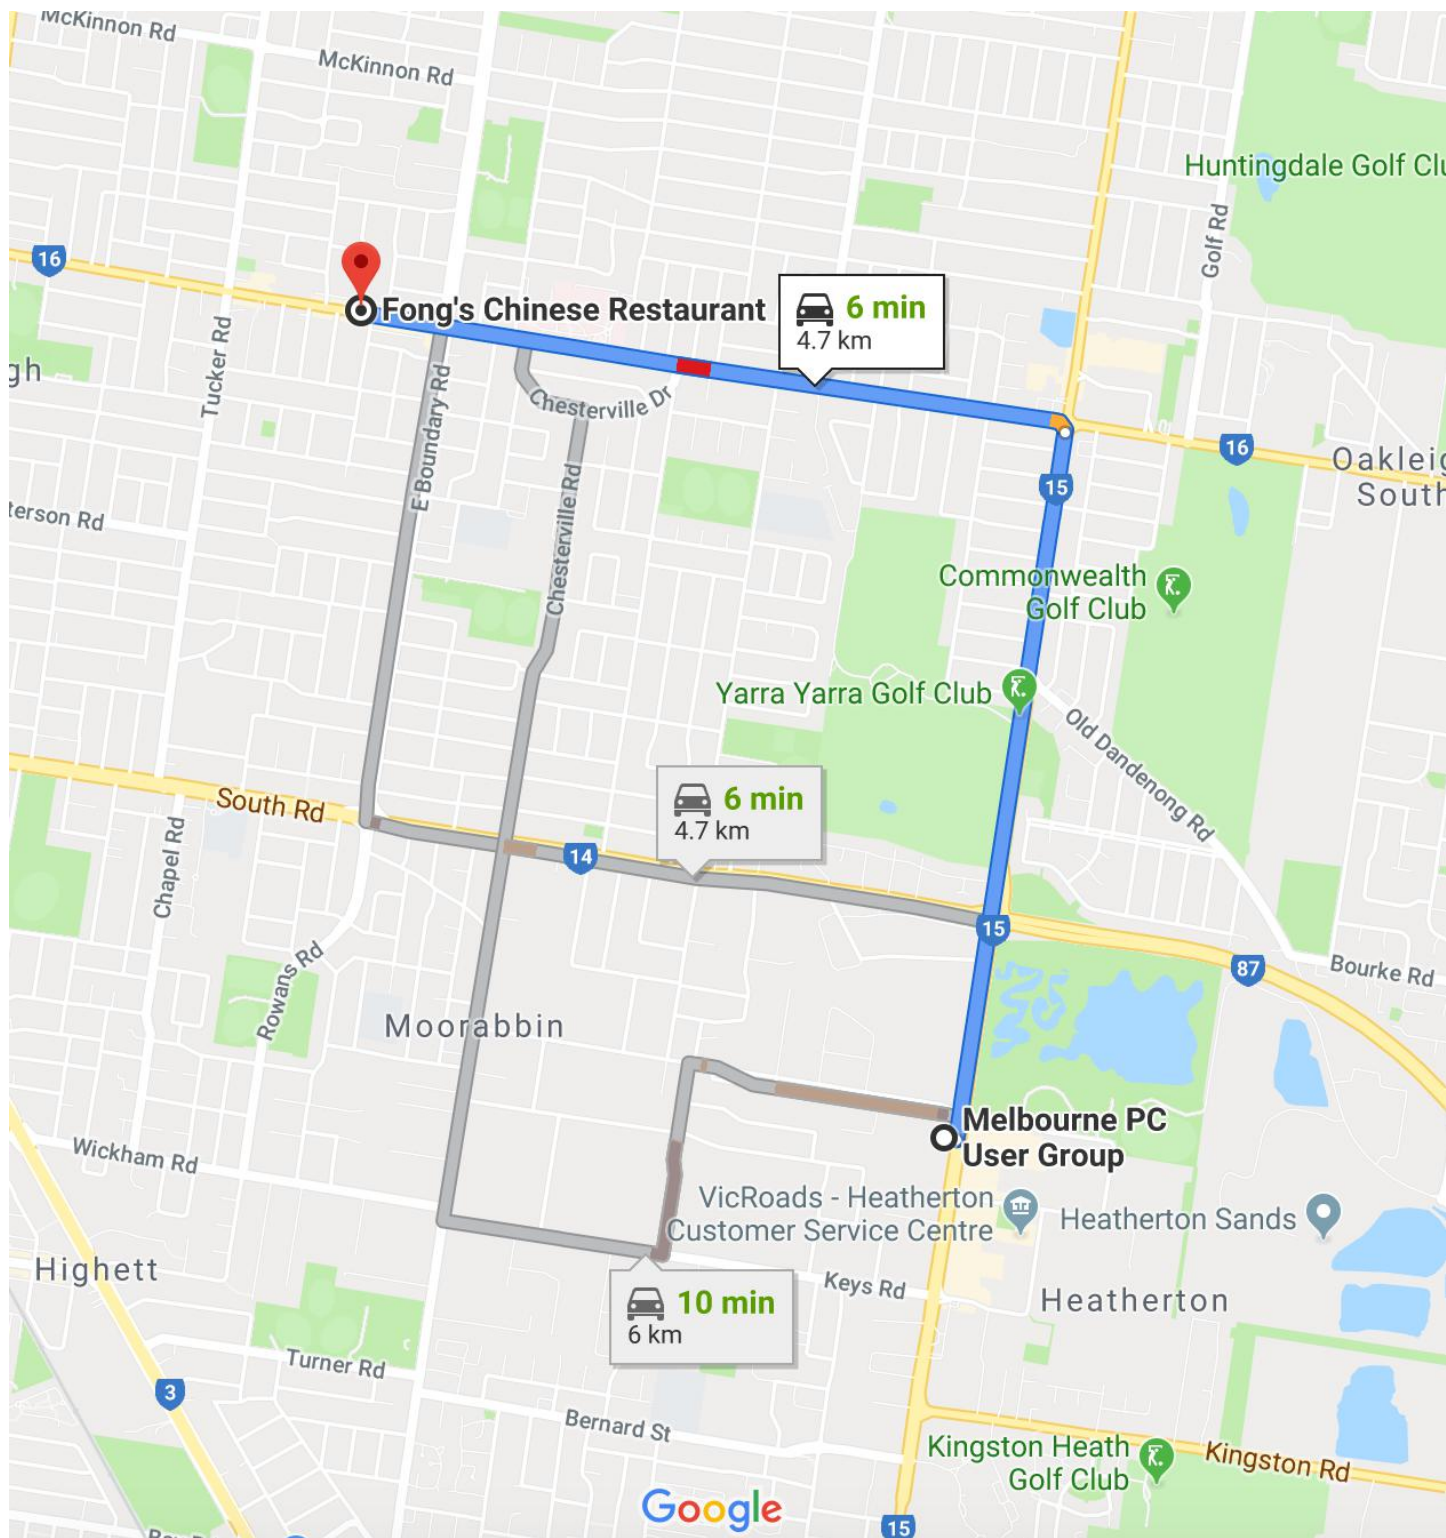 McKinnon Rd
McKinnon Rd
Huntingdale Golf Clu
Golf Rd
16
Fong's Chinese Restaurant
6 min
4.7 km
Tucker Rd
gh
E Boundary Rd
Chesterville Dr
16
Oakleig
South
15
Chesterville Rd
terson Rd
Commonwealth
Golf Club
Yarra Yarra Golf Club
Old Dandenong Rd
6 min
4.7 km
South Rd
14
Chapel Rd
15
87
Bourke Rd
Rowans Rd
Moorabbin
Melbourne PC
User Group
Wickham Rd
VicRoads - Heatherton
Customer Service Centre
Heatherton Sands
Highett
Keys Rd
Heatherton
10 min
6 km
Turner Rd
3
Bernard St
Kingston Heath
Golf Club
Kingston Rd
Google
15